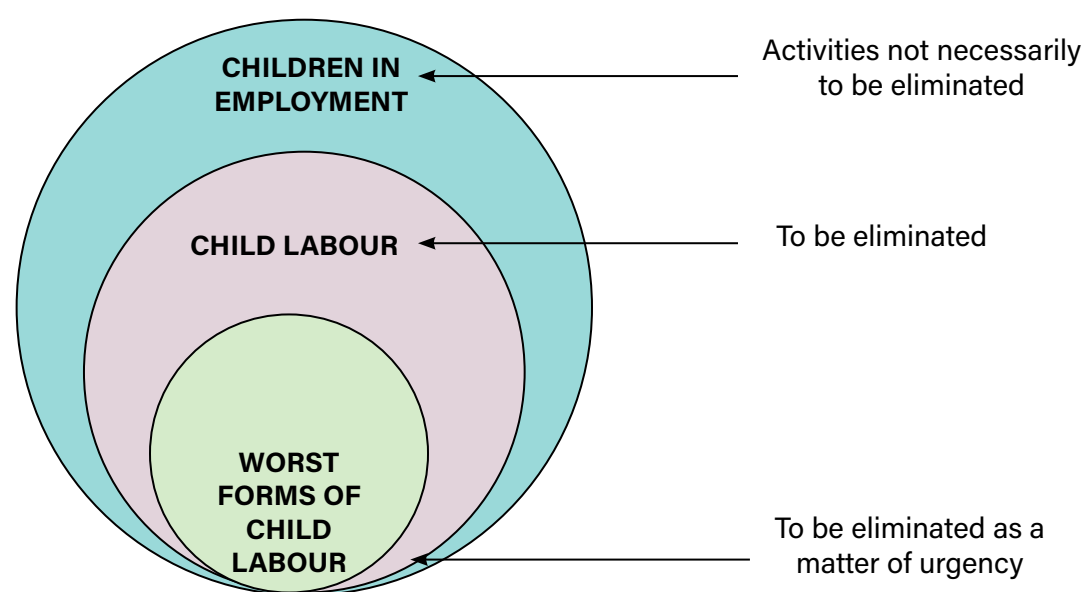 CHILDREN IN
EMPLOYMENT
Activities not necessarily
to be eliminated
CHILD LABOUR
To be eliminated
WORST
FORMS OF
CHILD
LABOUR
To be eliminated as a
matter of urgency